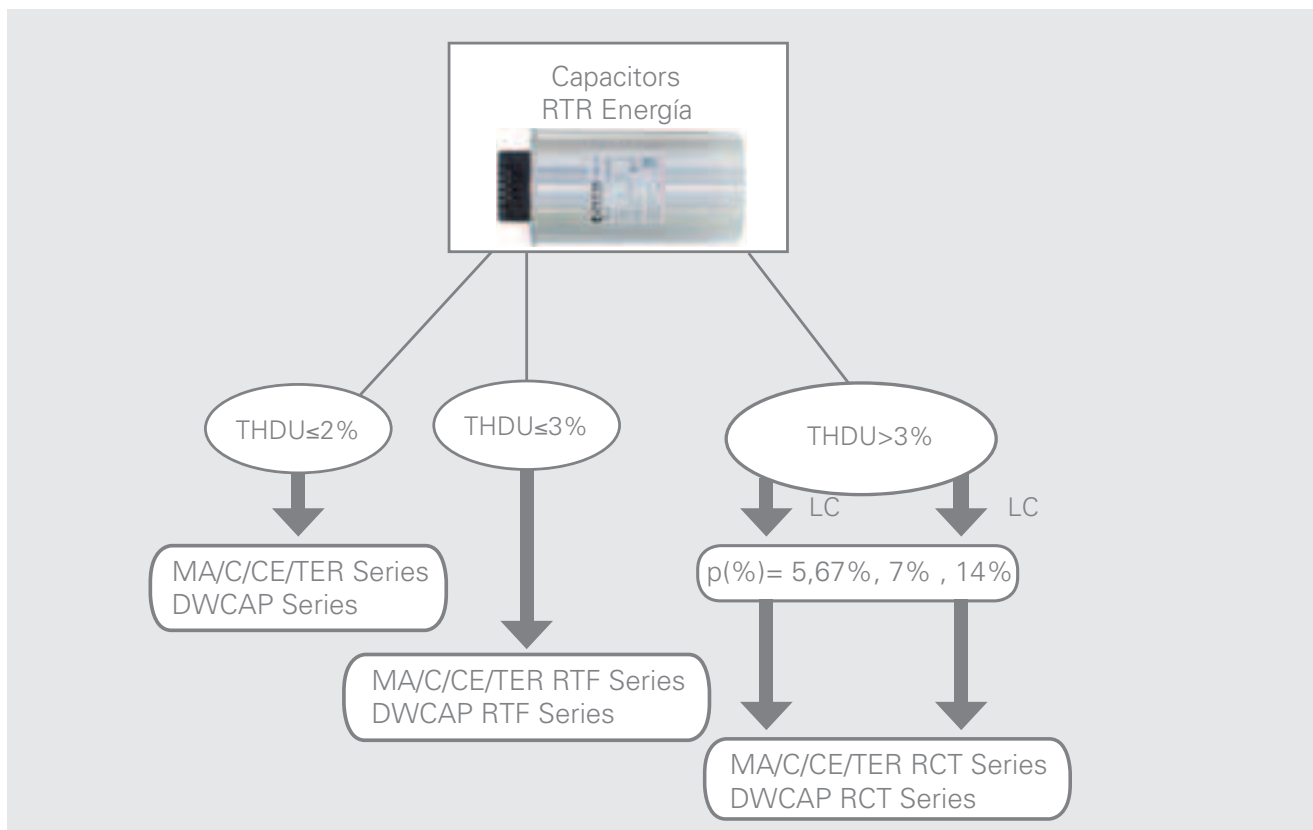 Capacitors
RTR Energía
THDU≤2%
THDU≤3%
THDU>3%
LC
LC
MA/C/CE/TER Series
DWCAP Series
p(%)= 5,67%, 7% , 14%
MA/C/CE/TER RTF Series
DWCAP RTF Series
MA/C/CE/TER RCT Series
DWCAP RCT Series